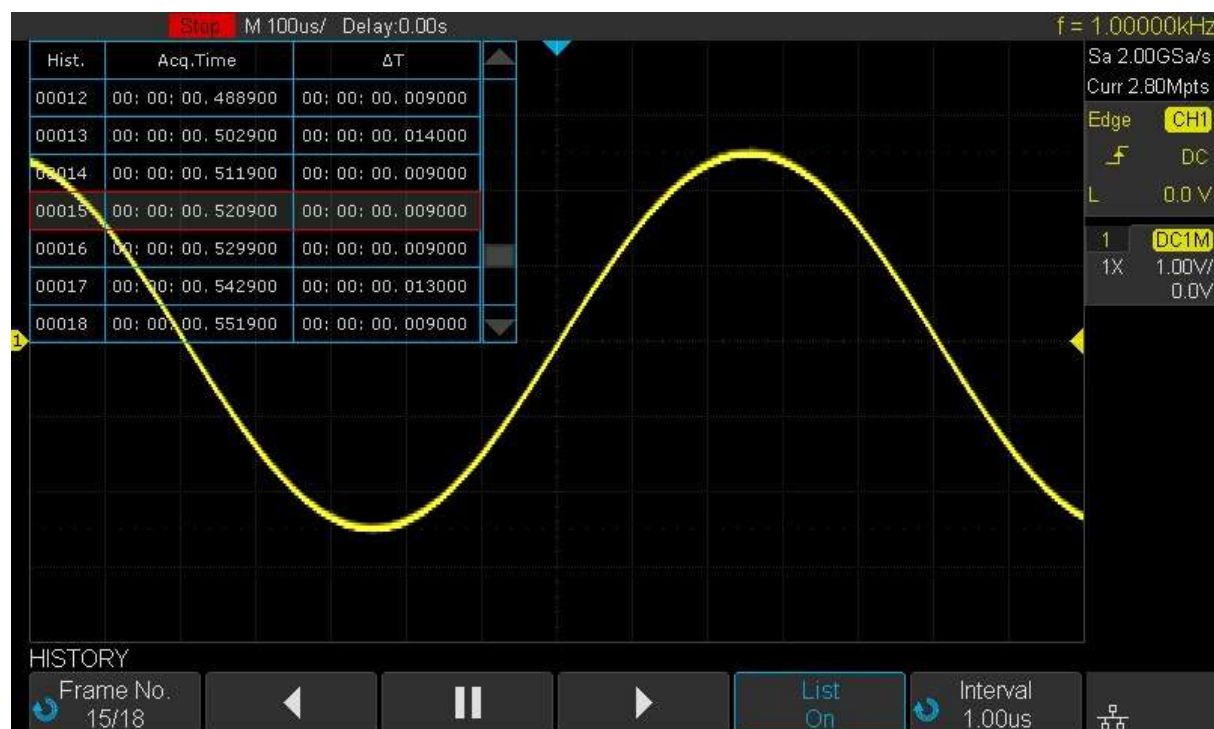 Stop M 100us/ Delay:0.00s f = 1.00000kHz
Sa 2.00GSa/s
Curr 2.80Mpts
Edge CH1
DC
L 0.0 V
1 DC1M
1X 1.00V/
0.0V
Hist. Acq.Time ΔT
00012 00: 00: 00. 488900 00: 00: 00. 009000
00013 00: 00: 00. 502900 00: 00: 00. 014000
00014 00: 00: 00. 511900 00: 00: 00. 009000
00015 00: 00: 00. 520900 00: 00: 00. 009000
00016 00: 00: 00. 529900 00: 00: 00. 009000
00017 00: 00: 00. 542900 00: 00: 00. 013000
00018 00: 00: 00. 551900 00: 00: 00. 009000
1
HISTORY
Frame No. List Interval
15/18 On 1.00us